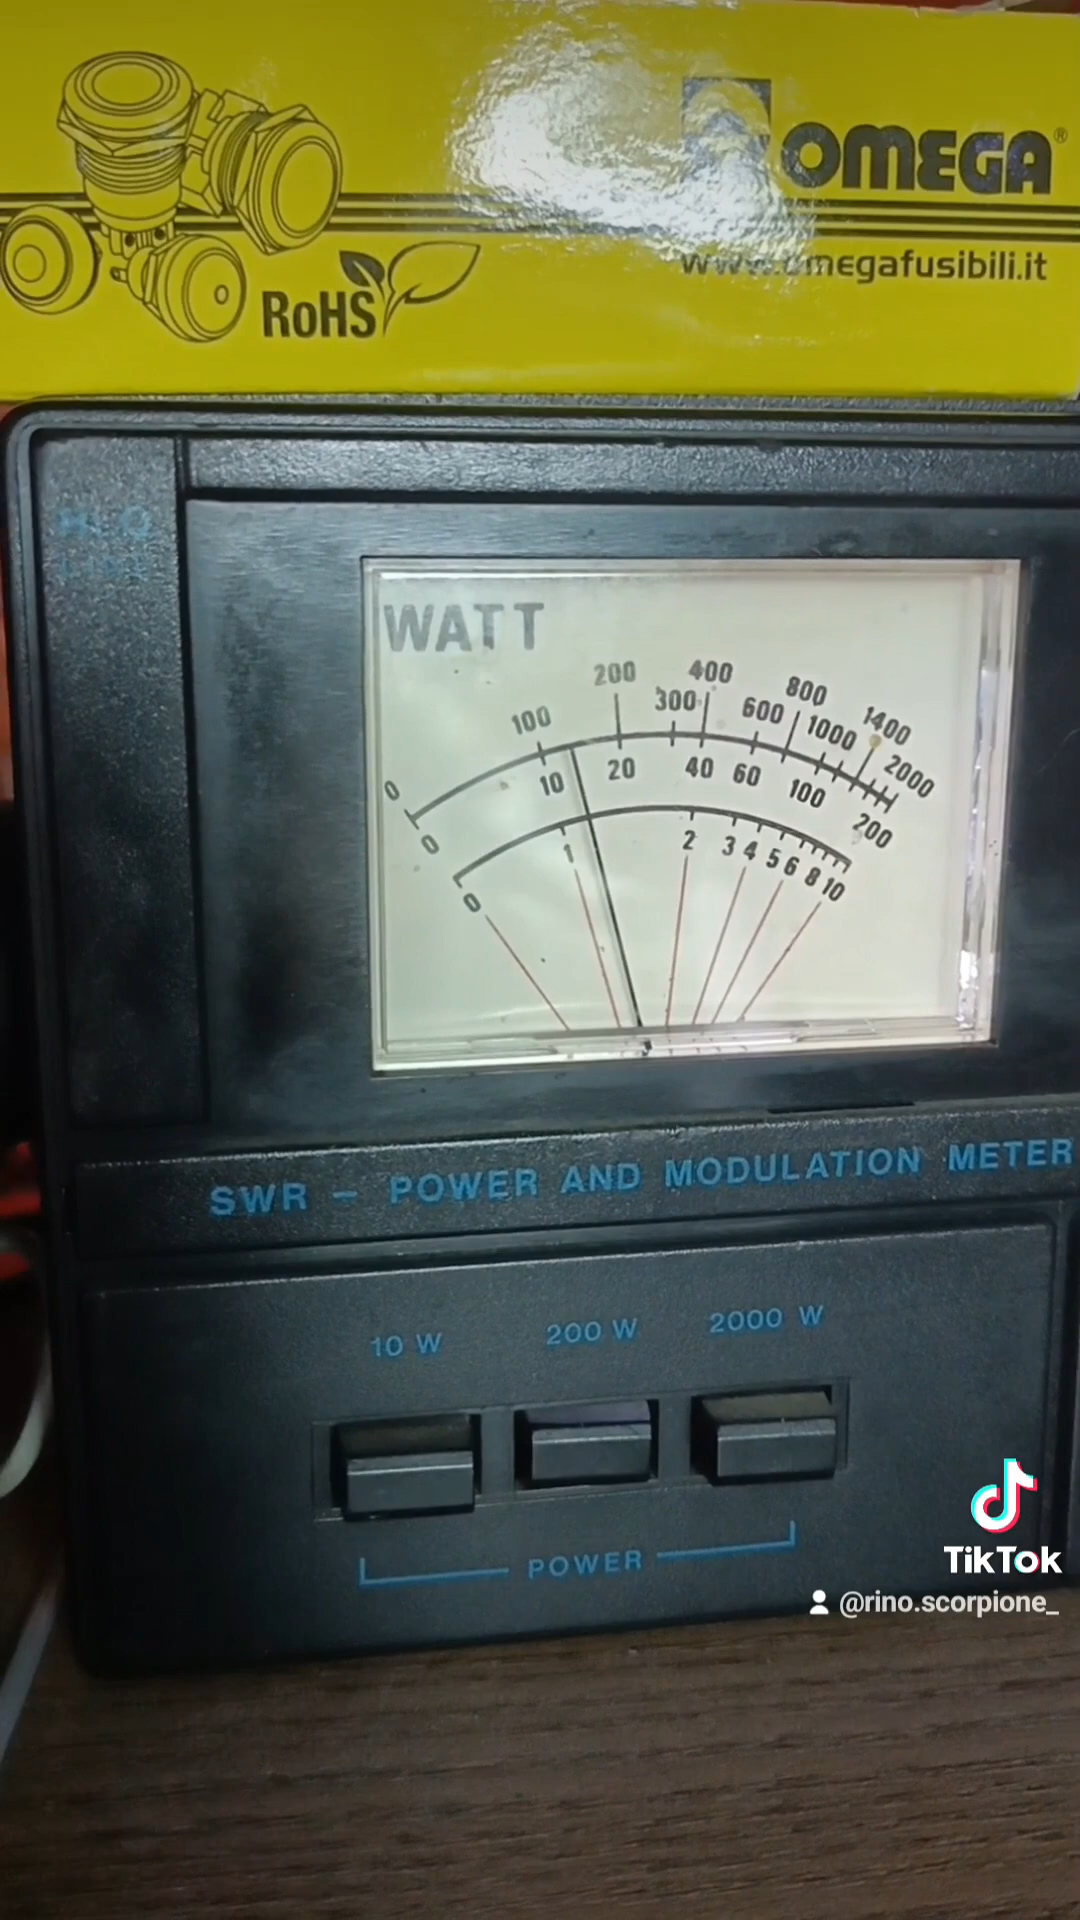 OMEGA®
www.omegafusibili.it
RoHS
WATT
0 100 200 300 400 600 800 1000 1400 2000
0 10 20 40 60 100 200
0 1 2 3 4 5 6 8 10
SWR - POWER AND MODULATION METER
10 W 200 W 2000 W
POWER
TikTok
@rino.scorpione_